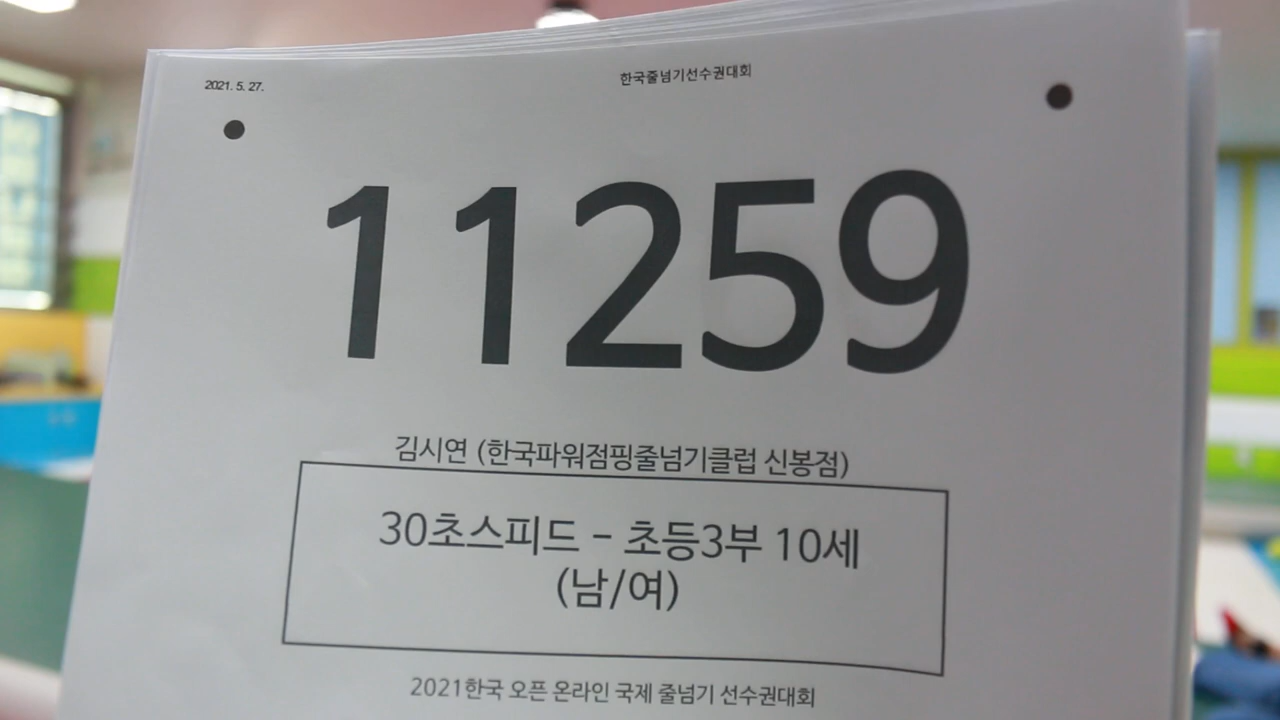 2021. 5. 27.
한국줄넘기선수권대회
11259
김시연 (한국파워점핑줄넘기클럽 신봉점)
30초스피드 - 초등3부 10세
(남/여)
2021한국 오픈 온라인 국제 줄넘기 선수권대회